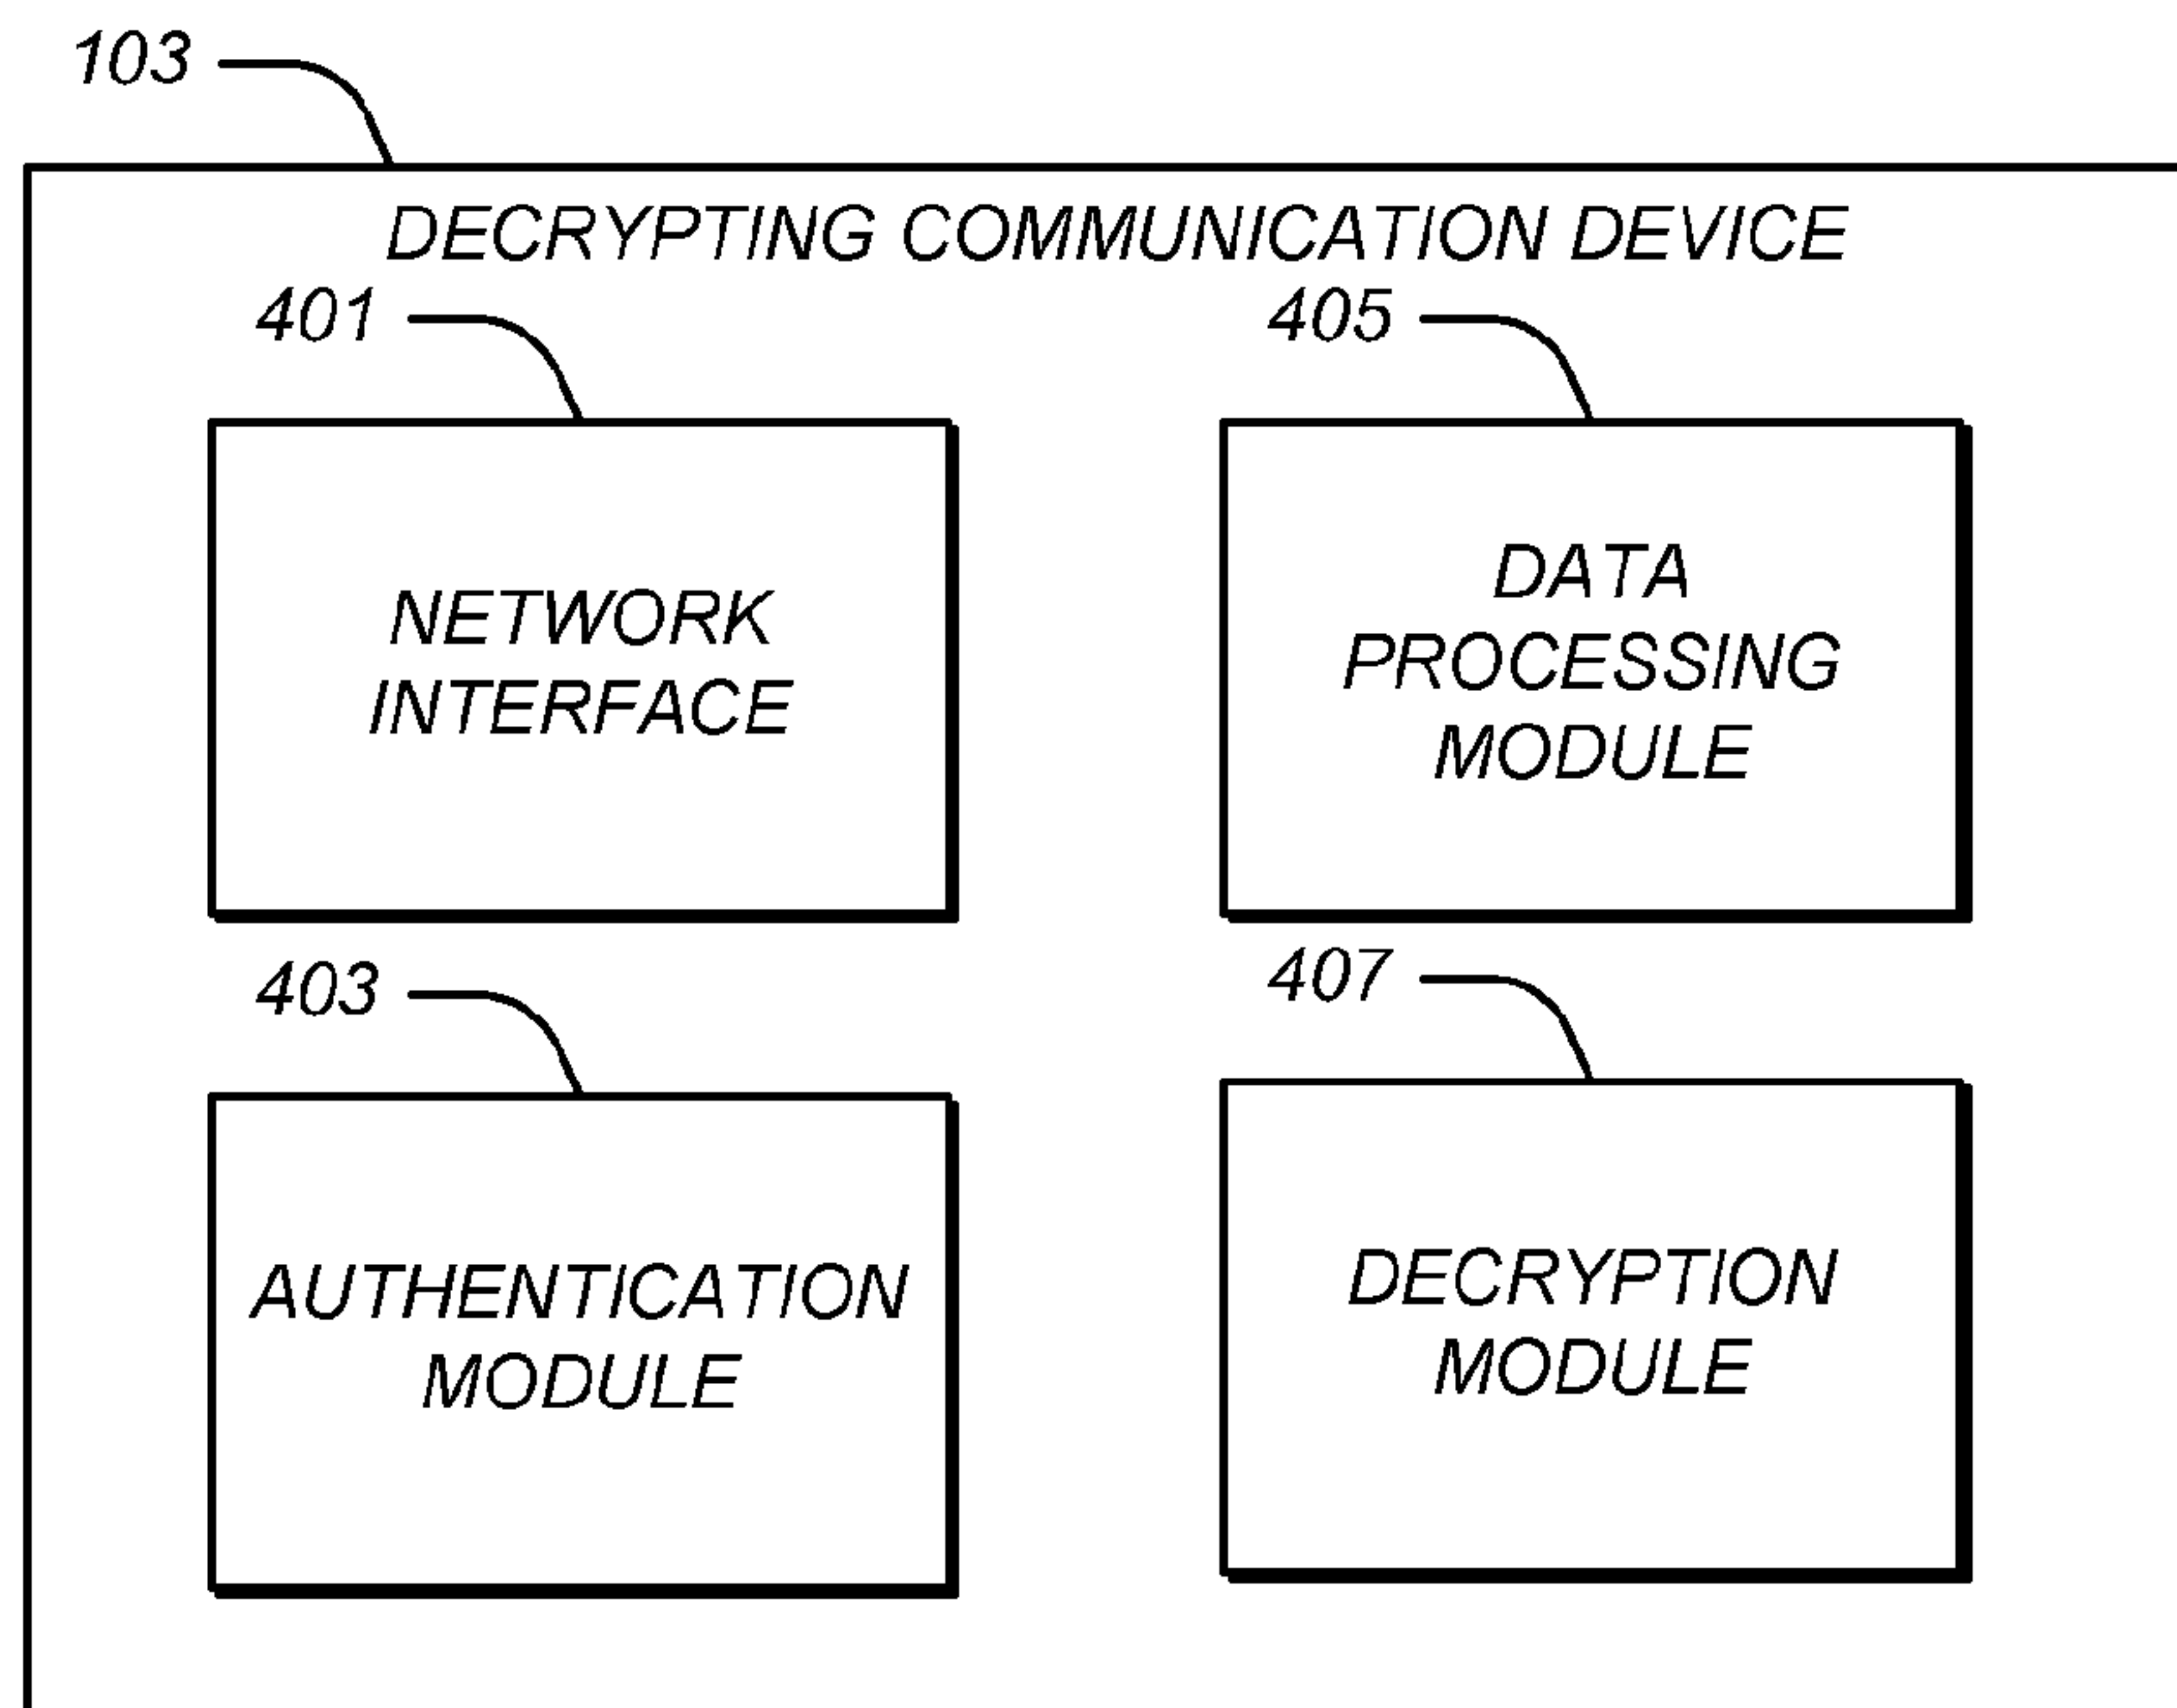 103
DECRYPTING COMMUNICATION DEVICE
401
NETWORK
INTERFACE
405
DATA
PROCESSING
MODULE
403
AUTHENTICATION
MODULE
407
DECRYPTION
MODULE